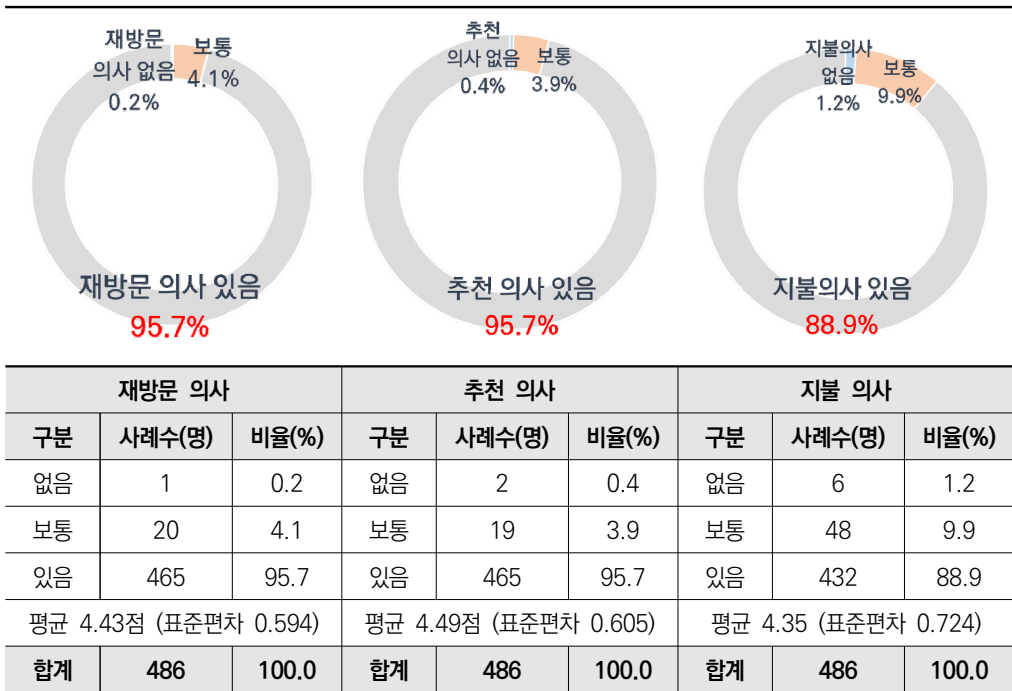 재방문
의사 없음
0.2%
보통
4.1%
재방문 의사 있음
95.7%
추천
의사 없음
0.4%
보통
3.9%
추천 의사 있음
95.7%
지불의사
없음
1.2%
보통
9.9%
지불의사 있음
88.9%
재방문 의사 추천 의사 지불 의사
구분 사례수(명) 비율(%) 구분 사례수(명) 비율(%) 구분 사례수(명) 비율(%)
없음 1 0.2 없음 2 0.4 없음 6 1.2
보통 20 4.1 보통 19 3.9 보통 48 9.9
있음 465 95.7 있음 465 95.7 있음 432 88.9
평균 4.43점 (표준편차 0.594) 평균 4.49점 (표준편차 0.605) 평균 4.35 (표준편차 0.724)
합계 486 100.0 합계 486 100.0 합계 486 100.0